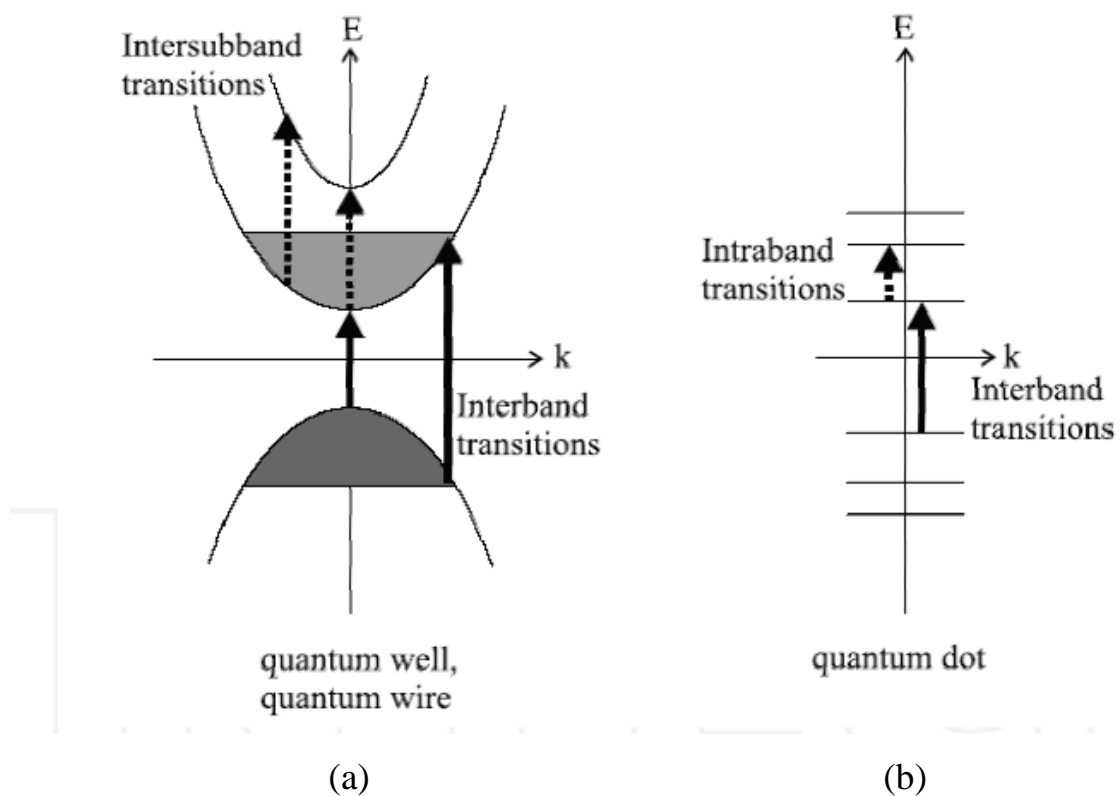 E
Intersubband
transitions
k
Interband
transitions
quantum well,
quantum wire
(a)
E
Intraband
transitions
k
Interband
transitions
quantum dot
(b)